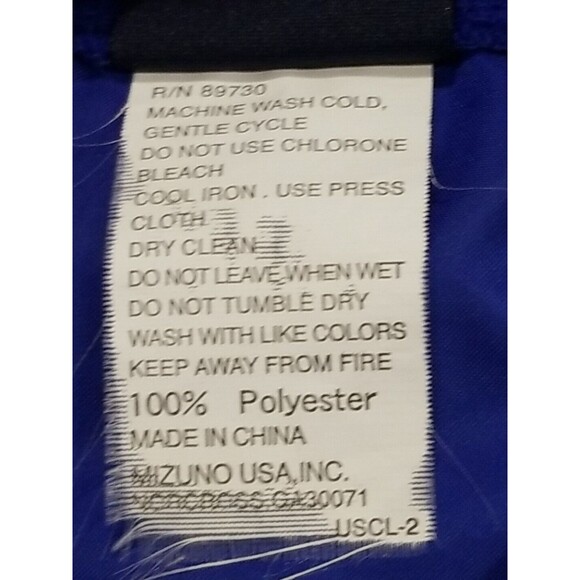 R/N 89730
MACHINE WASH COLD,
GENTLE CYCLE
DO NOT USE CHLORONE
BLEACH
COOL IRON . USE PRESS
CLOTH.
DRY CLEAN
DO NOT LEAVE WHEN WET
DO NOT TUMBLE DRY
WASH WITH LIKE COLORS
KEEP AWAY FROM FIRE
100% Polyester
MADE IN CHINA
MIZUNO USA,INC.
NORCROSS GA30071
USCL-2